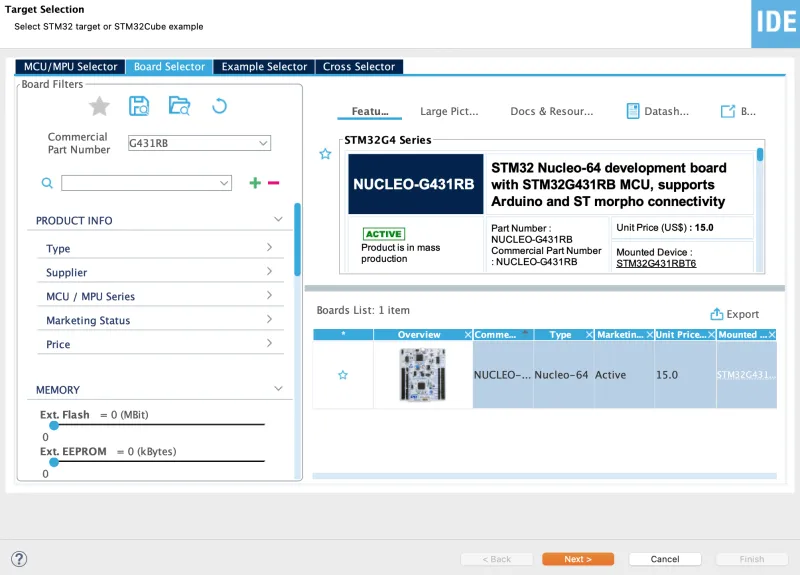 Target Selection
Select STM32 target or STM32Cube example
IDE
MCU/MPU Selector
Board Selector
Example Selector
Cross Selector
Board Filters
Commercial
Part Number
G431RB
PRODUCT INFO
Type
Supplier
MCU / MPU Series
Marketing Status
Price
MEMORY
Ext. Flash = 0 (MBit)
0
Ext. EEPROM = 0 (kBytes)
0
Featu...
Large Pict...
Docs & Resour...
Datash...
B...
STM32G4 Series
NUCLEO-G431RB
STM32 Nucleo-64 development board
with STM32G431RB MCU, supports
Arduino and ST morpho connectivity
ACTIVE
Product is in mass
production
Part Number :
NUCLEO-G431RB
Commercial Part Number
: NUCLEO-G431RB
Unit Price (US$) : 15.0
Mounted Device :
STM32G431RBT6
Boards List: 1 item
Export
* Overview Comme... Type Marketin... Unit Price... Mounted ...
NUCLEO-... Nucleo-64 Active 15.0 STM32G431...
?
< Back
Next >
Cancel
Finish